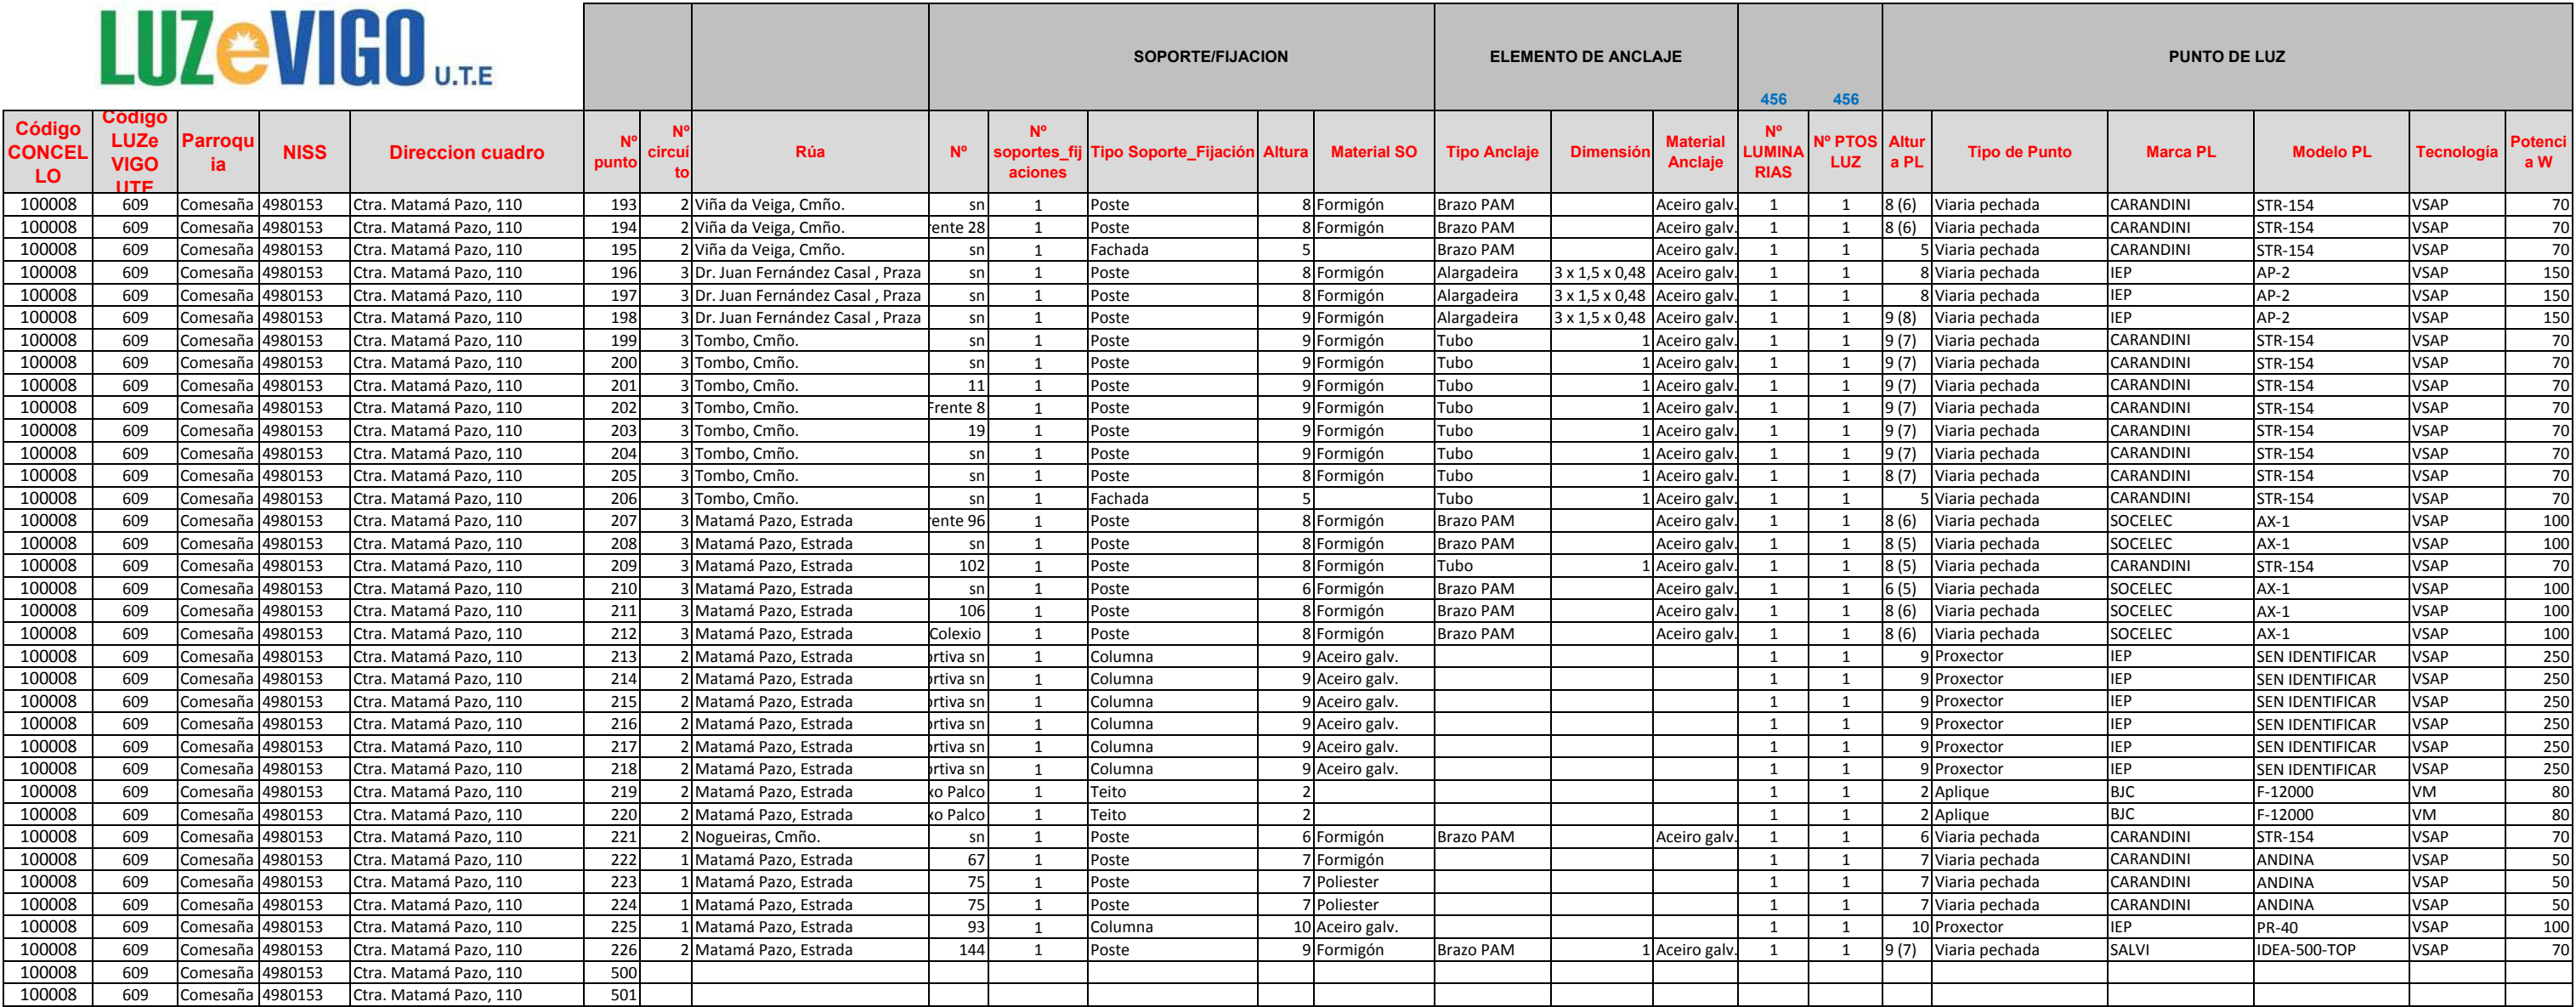 LUZeVIGO U.T.E
SOPORTE/FIJACION ELEMENTO DE ANCLAJE 456 456 PUNTO DE LUZ
Código CONCELLO Código LUZe VIGO UTE Parroquia NISS Direccion cuadro Nº punto Nº circuíto Rúa Nº Nº soportes_fijaciones Tipo Soporte_Fijación Altura Material SO Tipo Anclaje Dimensión Material Anclaje Nº LUMINARIAS Nº PTOS LUZ Altura PL Tipo de Punto Marca PL Modelo PL Tecnología Potencia W
100008 609 Comesaña 4980153 Ctra. Matamá Pazo, 110 193 2 Viña da Veiga, Cmño. sn 1 Poste 8 Formigón Brazo PAM Aceiro galv. 1 1 8 (6) Viaria pechada CARANDINI STR-154 VSAP 70
100008 609 Comesaña 4980153 Ctra. Matamá Pazo, 110 194 2 Viña da Veiga, Cmño. rente 28 1 Poste 8 Formigón Brazo PAM Aceiro galv. 1 1 8 (6) Viaria pechada CARANDINI STR-154 VSAP 70
100008 609 Comesaña 4980153 Ctra. Matamá Pazo, 110 195 2 Viña da Veiga, Cmño. sn 1 Fachada 5 Brazo PAM Aceiro galv. 1 1 5 Viaria pechada CARANDINI STR-154 VSAP 70
100008 609 Comesaña 4980153 Ctra. Matamá Pazo, 110 196 3 Dr. Juan Fernández Casal , Praza sn 1 Poste 8 Formigón Alargadeira 3 x 1,5 x 0,48 Aceiro galv. 1 1 8 Viaria pechada IEP AP-2 VSAP 150
100008 609 Comesaña 4980153 Ctra. Matamá Pazo, 110 197 3 Dr. Juan Fernández Casal , Praza sn 1 Poste 8 Formigón Alargadeira 3 x 1,5 x 0,48 Aceiro galv. 1 1 8 Viaria pechada IEP AP-2 VSAP 150
100008 609 Comesaña 4980153 Ctra. Matamá Pazo, 110 198 3 Dr. Juan Fernández Casal , Praza sn 1 Poste 9 Formigón Alargadeira 3 x 1,5 x 0,48 Aceiro galv. 1 1 9 (8) Viaria pechada IEP AP-2 VSAP 150
100008 609 Comesaña 4980153 Ctra. Matamá Pazo, 110 199 3 Tombo, Cmño. sn 1 Poste 9 Formigón Tubo 1 Aceiro galv. 1 1 9 (7) Viaria pechada CARANDINI STR-154 VSAP 70
100008 609 Comesaña 4980153 Ctra. Matamá Pazo, 110 200 3 Tombo, Cmño. sn 1 Poste 9 Formigón Tubo 1 Aceiro galv. 1 1 9 (7) Viaria pechada CARANDINI STR-154 VSAP 70
100008 609 Comesaña 4980153 Ctra. Matamá Pazo, 110 201 3 Tombo, Cmño. 11 1 Poste 9 Formigón Tubo 1 Aceiro galv. 1 1 9 (7) Viaria pechada CARANDINI STR-154 VSAP 70
100008 609 Comesaña 4980153 Ctra. Matamá Pazo, 110 202 3 Tombo, Cmño. Frente 8 1 Poste 9 Formigón Tubo 1 Aceiro galv. 1 1 9 (7) Viaria pechada CARANDINI STR-154 VSAP 70
100008 609 Comesaña 4980153 Ctra. Matamá Pazo, 110 203 3 Tombo, Cmño. 19 1 Poste 9 Formigón Tubo 1 Aceiro galv. 1 1 9 (7) Viaria pechada CARANDINI STR-154 VSAP 70
100008 609 Comesaña 4980153 Ctra. Matamá Pazo, 110 204 3 Tombo, Cmño. sn 1 Poste 9 Formigón Tubo 1 Aceiro galv. 1 1 9 (7) Viaria pechada CARANDINI STR-154 VSAP 70
100008 609 Comesaña 4980153 Ctra. Matamá Pazo, 110 205 3 Tombo, Cmño. sn 1 Poste 8 Formigón Tubo 1 Aceiro galv. 1 1 8 (7) Viaria pechada CARANDINI STR-154 VSAP 70
100008 609 Comesaña 4980153 Ctra. Matamá Pazo, 110 206 3 Tombo, Cmño. sn 1 Fachada 5 Tubo 1 Aceiro galv. 1 1 5 Viaria pechada CARANDINI STR-154 VSAP 70
100008 609 Comesaña 4980153 Ctra. Matamá Pazo, 110 207 3 Matamá Pazo, Estrada rente 96 1 Poste 8 Formigón Brazo PAM Aceiro galv. 1 1 8 (6) Viaria pechada SOCELEC AX-1 VSAP 100
100008 609 Comesaña 4980153 Ctra. Matamá Pazo, 110 208 3 Matamá Pazo, Estrada sn 1 Poste 8 Formigón Brazo PAM Aceiro galv. 1 1 8 (5) Viaria pechada SOCELEC AX-1 VSAP 100
100008 609 Comesaña 4980153 Ctra. Matamá Pazo, 110 209 3 Matamá Pazo, Estrada 102 1 Poste 8 Formigón Tubo 1 Aceiro galv. 1 1 8 (5) Viaria pechada CARANDINI STR-154 VSAP 70
100008 609 Comesaña 4980153 Ctra. Matamá Pazo, 110 210 3 Matamá Pazo, Estrada sn 1 Poste 6 Formigón Brazo PAM Aceiro galv. 1 1 6 (5) Viaria pechada SOCELEC AX-1 VSAP 100
100008 609 Comesaña 4980153 Ctra. Matamá Pazo, 110 211 3 Matamá Pazo, Estrada 106 1 Poste 8 Formigón Brazo PAM Aceiro galv. 1 1 8 (6) Viaria pechada SOCELEC AX-1 VSAP 100
100008 609 Comesaña 4980153 Ctra. Matamá Pazo, 110 212 3 Matamá Pazo, Estrada Colexio 1 Poste 8 Formigón Brazo PAM Aceiro galv. 1 1 8 (6) Viaria pechada SOCELEC AX-1 VSAP 100
100008 609 Comesaña 4980153 Ctra. Matamá Pazo, 110 213 2 Matamá Pazo, Estrada ortiva sn 1 Columna 9 Aceiro galv. 1 1 9 Proxector IEP SEN IDENTIFICAR VSAP 250
100008 609 Comesaña 4980153 Ctra. Matamá Pazo, 110 214 2 Matamá Pazo, Estrada ortiva sn 1 Columna 9 Aceiro galv. 1 1 9 Proxector IEP SEN IDENTIFICAR VSAP 250
100008 609 Comesaña 4980153 Ctra. Matamá Pazo, 110 215 2 Matamá Pazo, Estrada ortiva sn 1 Columna 9 Aceiro galv. 1 1 9 Proxector IEP SEN IDENTIFICAR VSAP 250
100008 609 Comesaña 4980153 Ctra. Matamá Pazo, 110 216 2 Matamá Pazo, Estrada ortiva sn 1 Columna 9 Aceiro galv. 1 1 9 Proxector IEP SEN IDENTIFICAR VSAP 250
100008 609 Comesaña 4980153 Ctra. Matamá Pazo, 110 217 2 Matamá Pazo, Estrada ortiva sn 1 Columna 9 Aceiro galv. 1 1 9 Proxector IEP SEN IDENTIFICAR VSAP 250
100008 609 Comesaña 4980153 Ctra. Matamá Pazo, 110 218 2 Matamá Pazo, Estrada ortiva sn 1 Columna 9 Aceiro galv. 1 1 9 Proxector IEP SEN IDENTIFICAR VSAP 250
100008 609 Comesaña 4980153 Ctra. Matamá Pazo, 110 219 2 Matamá Pazo, Estrada xo Palco 1 Teito 2 1 1 2 Aplique BJC F-12000 VM 80
100008 609 Comesaña 4980153 Ctra. Matamá Pazo, 110 220 2 Matamá Pazo, Estrada xo Palco 1 Teito 2 1 1 2 Aplique BJC F-12000 VM 80
100008 609 Comesaña 4980153 Ctra. Matamá Pazo, 110 221 2 Nogueiras, Cmño. sn 1 Poste 6 Formigón Brazo PAM Aceiro galv. 1 1 6 Viaria pechada CARANDINI STR-154 VSAP 70
100008 609 Comesaña 4980153 Ctra. Matamá Pazo, 110 222 1 Matamá Pazo, Estrada 67 1 Poste 7 Formigón 1 1 7 Viaria pechada CARANDINI ANDINA VSAP 50
100008 609 Comesaña 4980153 Ctra. Matamá Pazo, 110 223 1 Matamá Pazo, Estrada 75 1 Poste 7 Poliester 1 1 7 Viaria pechada CARANDINI ANDINA VSAP 50
100008 609 Comesaña 4980153 Ctra. Matamá Pazo, 110 224 1 Matamá Pazo, Estrada 75 1 Poste 7 Poliester 1 1 7 Viaria pechada CARANDINI ANDINA VSAP 50
100008 609 Comesaña 4980153 Ctra. Matamá Pazo, 110 225 1 Matamá Pazo, Estrada 93 1 Columna 10 Aceiro galv. 1 1 10 Proxector IEP PR-40 VSAP 100
100008 609 Comesaña 4980153 Ctra. Matamá Pazo, 110 226 2 Matamá Pazo, Estrada 144 1 Poste 9 Formigón Brazo PAM 1 Aceiro galv. 1 1 9 (7) Viaria pechada SALVI IDEA-500-TOP VSAP 70
100008 609 Comesaña 4980153 Ctra. Matamá Pazo, 110 500
100008 609 Comesaña 4980153 Ctra. Matamá Pazo, 110 501